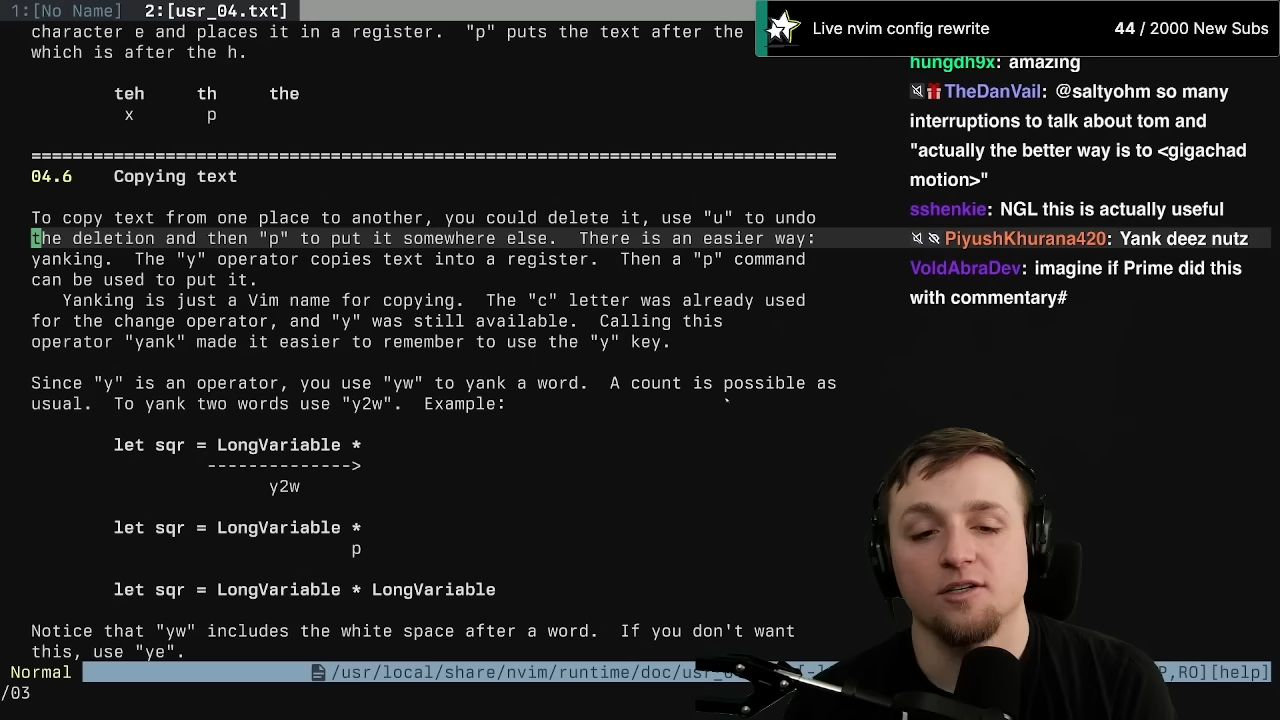 1:[No Name]  2:[usr_04.txt]
character e and places it in a register.  "p" puts the text after the
which is after the h.
teh     th     the
x       p
==============================================================================
04.6    Copying text
To copy text from one place to another, you could delete it, use "u" to undo
the deletion and then "p" to put it somewhere else.  There is an easier way:
yanking.  The "y" operator copies text into a register.  Then a "p" command
can be used to put it.
Yanking is just a Vim name for copying.  The "c" letter was already used
for the change operator, and "y" was still available.  Calling this
operator "yank" made it easier to remember to use the "y" key.
Since "y" is an operator, you use "yw" to yank a word.  A count is possible as
usual.  To yank two words use "y2w".  Example:
let sqr = LongVariable *
-------------->
y2w
let sqr = LongVariable *
p
let sqr = LongVariable * LongVariable
Notice that "yw" includes the white space after a word.  If you don't want
this, use "ye".
Normal
/usr/local/share/nvim/runtime/doc/usr_0
[-]
P,RO][help]
/03
Live nvim config rewrite
44 / 2000 New Subs
hungdh9x: amazing
TheDanVail: @saltyohm so many
interruptions to talk about tom and
"actually the better way is to <gigachad
motion>"
sshenkie: NGL this is actually useful
PiyushKhurana420: Yank deez nutz
VoldAbraDev: imagine if Prime did this
with commentary#